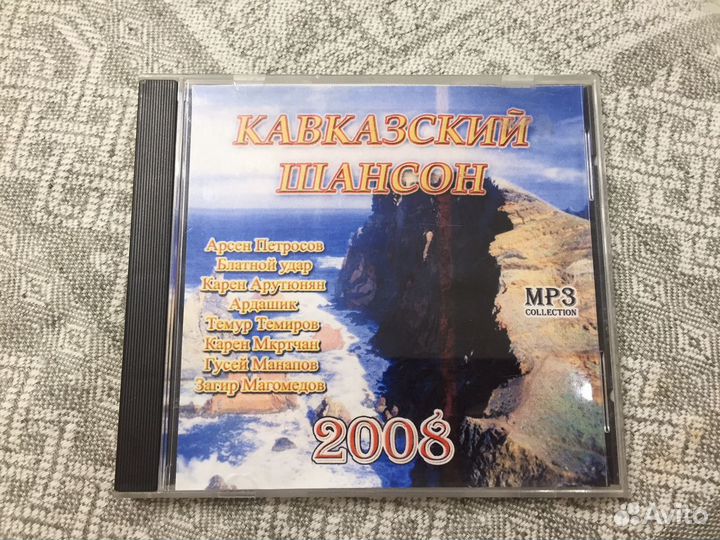 КАВКАЗСКИЙ
ШАНСОН
Арсен Петросов
Блатной удар
Карен Арутюнян
Ардашик
Темур Темиров
Карен Мкртчан
Гусей Манапов
Загир Магомедов
MP3
COLLECTION
2008
Avito